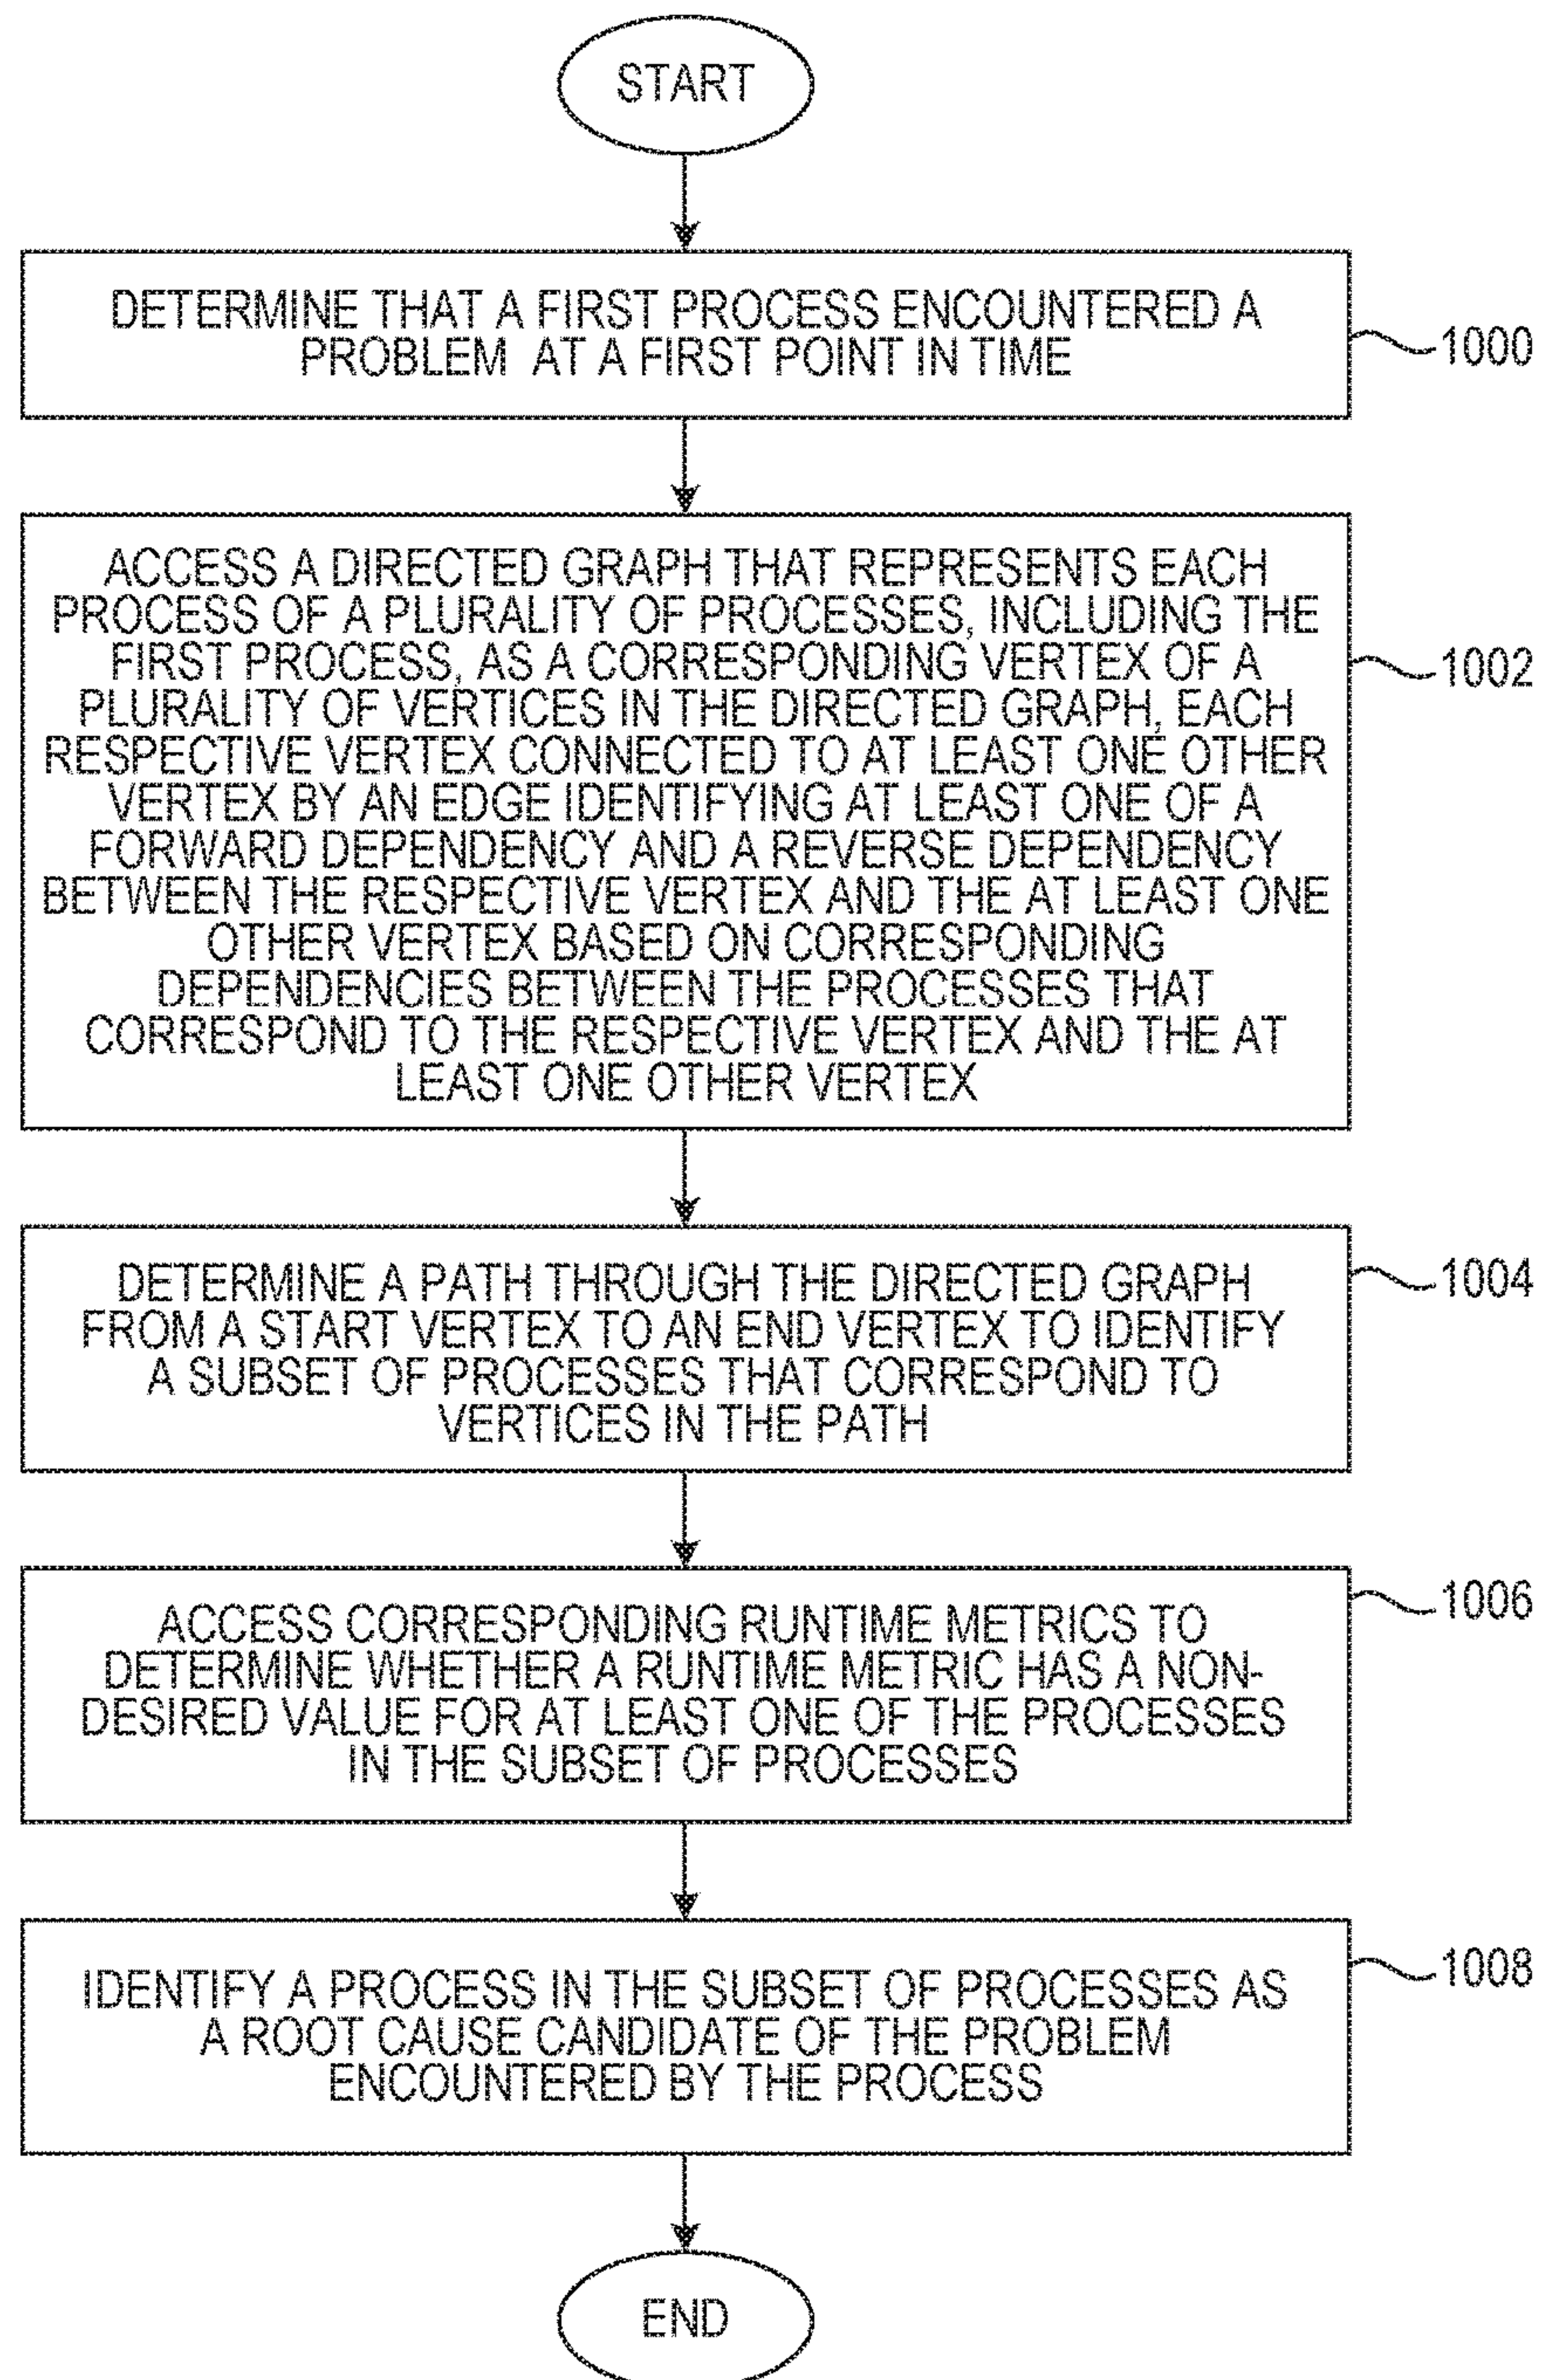 START
DETERMINE THAT A FIRST PROCESS ENCOUNTERED A
PROBLEM AT A FIRST POINT IN TIME
1000
ACCESS A DIRECTED GRAPH THAT REPRESENTS EACH
PROCESS OF A PLURALITY OF PROCESSES, INCLUDING THE
FIRST PROCESS, AS A CORRESPONDING VERTEX OF A
PLURALITY OF VERTICES IN THE DIRECTED GRAPH, EACH
RESPECTIVE VERTEX CONNECTED TO AT LEAST ONE OTHER
VERTEX BY AN EDGE IDENTIFYING AT LEAST ONE OF A
FORWARD DEPENDENCY AND A REVERSE DEPENDENCY
BETWEEN THE RESPECTIVE VERTEX AND THE AT LEAST ONE
OTHER VERTEX BASED ON CORRESPONDING
DEPENDENCIES BETWEEN THE PROCESSES THAT
CORRESPOND TO THE RESPECTIVE VERTEX AND THE AT
LEAST ONE OTHER VERTEX
1002
DETERMINE A PATH THROUGH THE DIRECTED GRAPH
FROM A START VERTEX TO AN END VERTEX TO IDENTIFY
A SUBSET OF PROCESSES THAT CORRESPOND TO
VERTICES IN THE PATH
1004
ACCESS CORRESPONDING RUNTIME METRICS TO
DETERMINE WHETHER A RUNTIME METRIC HAS A NON-
DESIRED VALUE FOR AT LEAST ONE OF THE PROCESSES
IN THE SUBSET OF PROCESSES
1006
IDENTIFY A PROCESS IN THE SUBSET OF PROCESSES AS
A ROOT CAUSE CANDIDATE OF THE PROBLEM
ENCOUNTERED BY THE PROCESS
1008
END